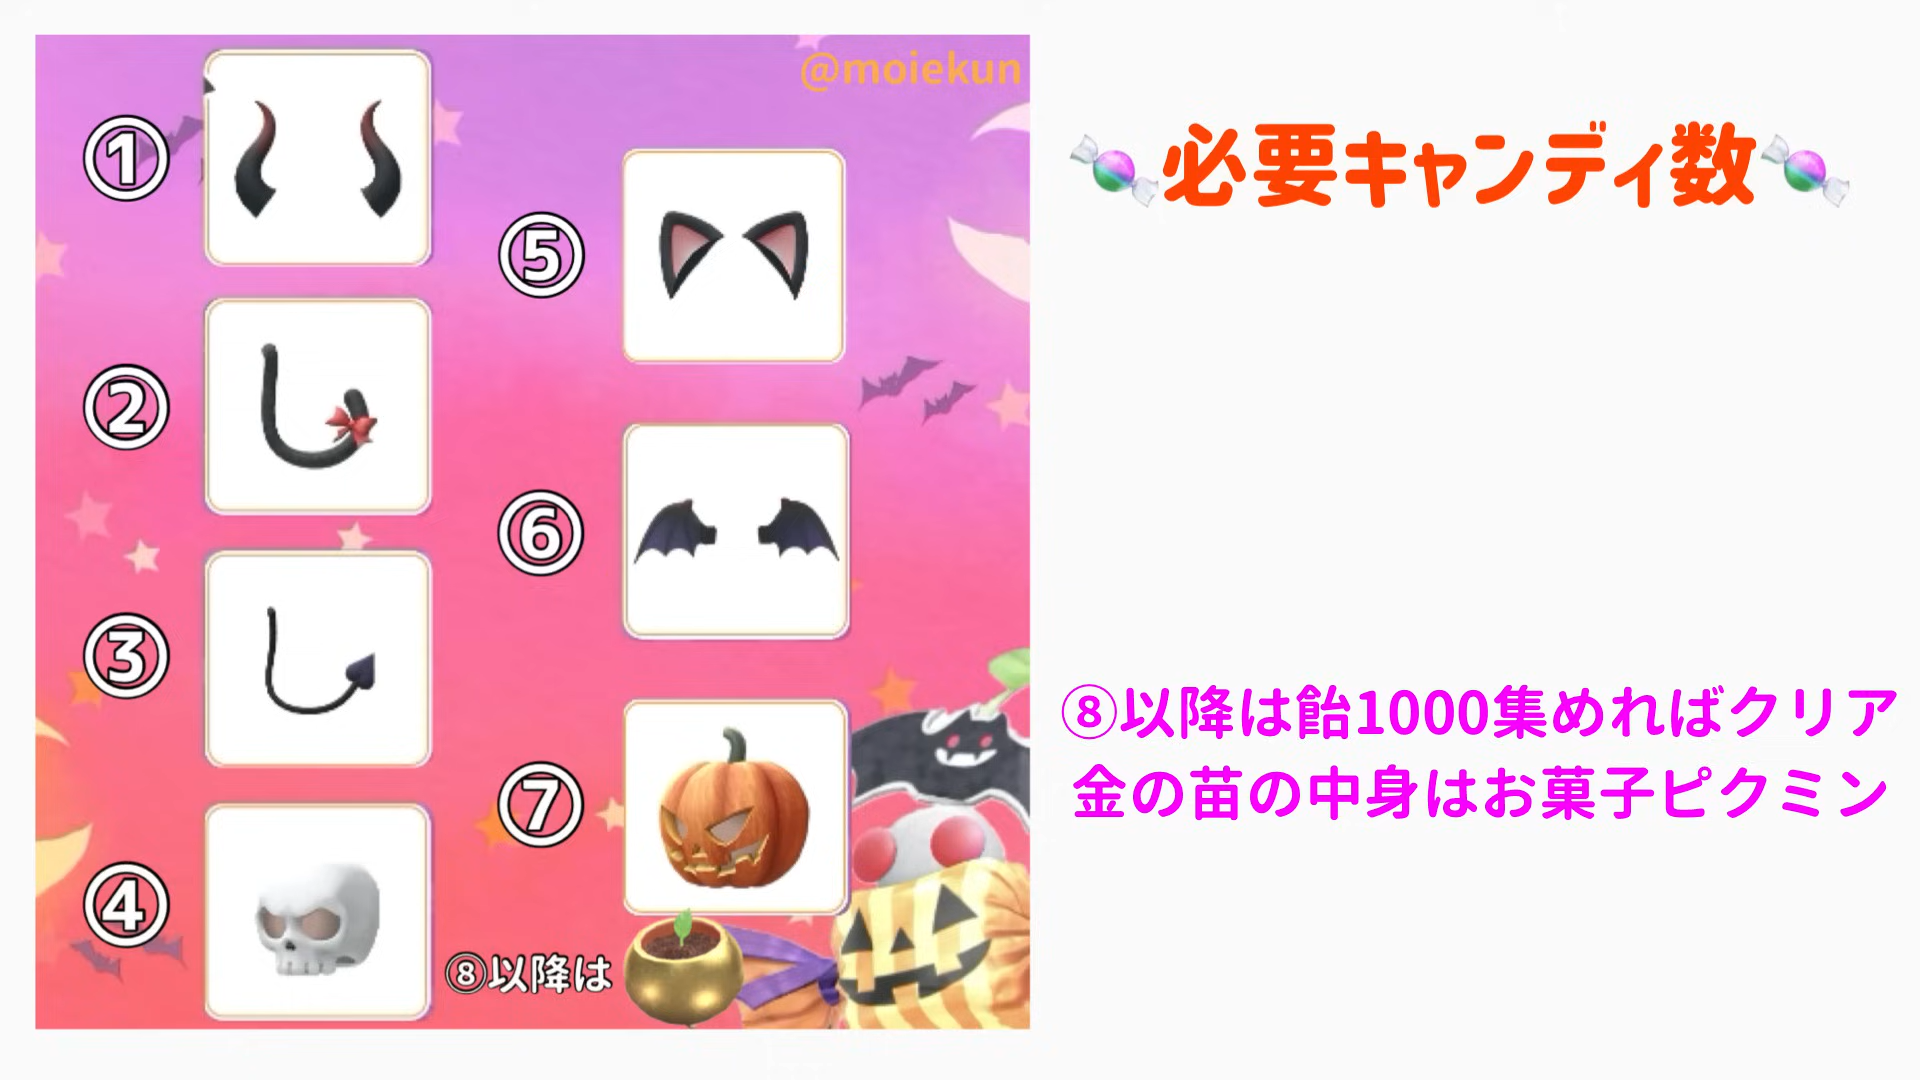 @moiekun
🍬必要キャンディ数🍬
①
②
③
④
⑤
⑥
⑦
⑧以降は
⑧以降は飴1000集めればクリア
金の苗の中身はお菓子ピクミン